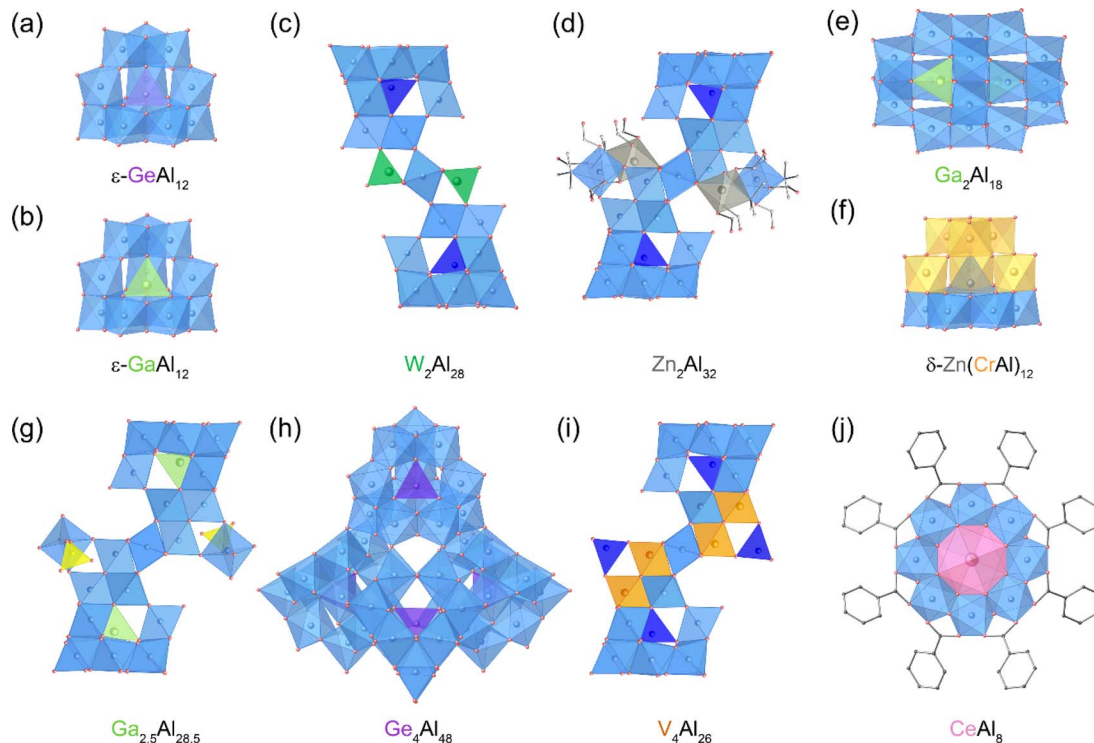 (a)
ε-GeAl₁₂
(b)
ε-GaAl₁₂
(c)
W₂Al₂₈
(d)
Zn₂Al₃₂
(e)
Ga₂Al₁₈
(f)
δ-Zn(CrAl)₁₂
(g)
Ga₂.₅Al₂₈.₅
(h)
Ge₄Al₄₈
(i)
V₄Al₂₆
(j)
CeAl₈